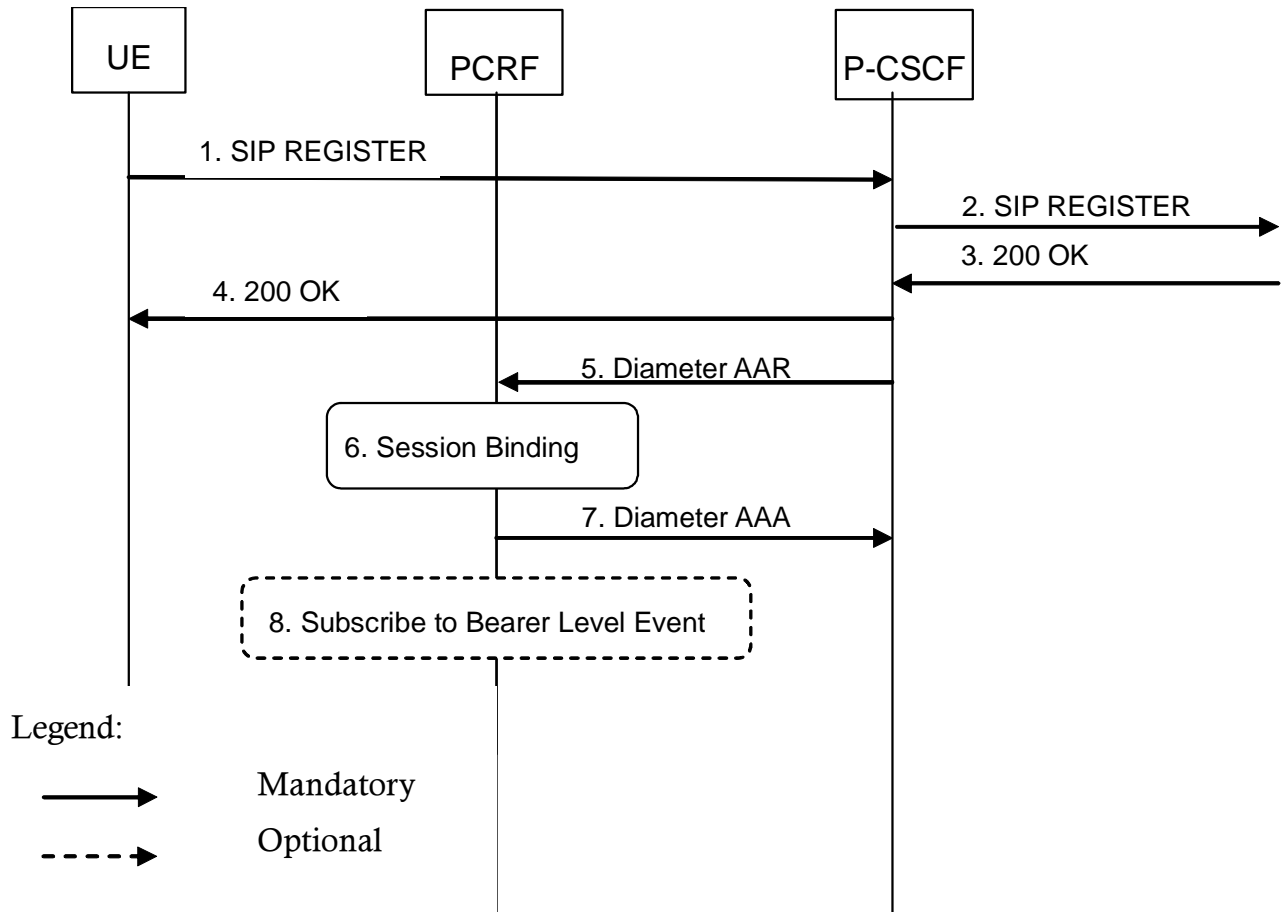 UE
PCRF
P-CSCF
1. SIP REGISTER
2. SIP REGISTER
3. 200 OK
4. 200 OK
5. Diameter AAR
6. Session Binding
7. Diameter AAA
8. Subscribe to Bearer Level Event
Legend:
Mandatory
Optional